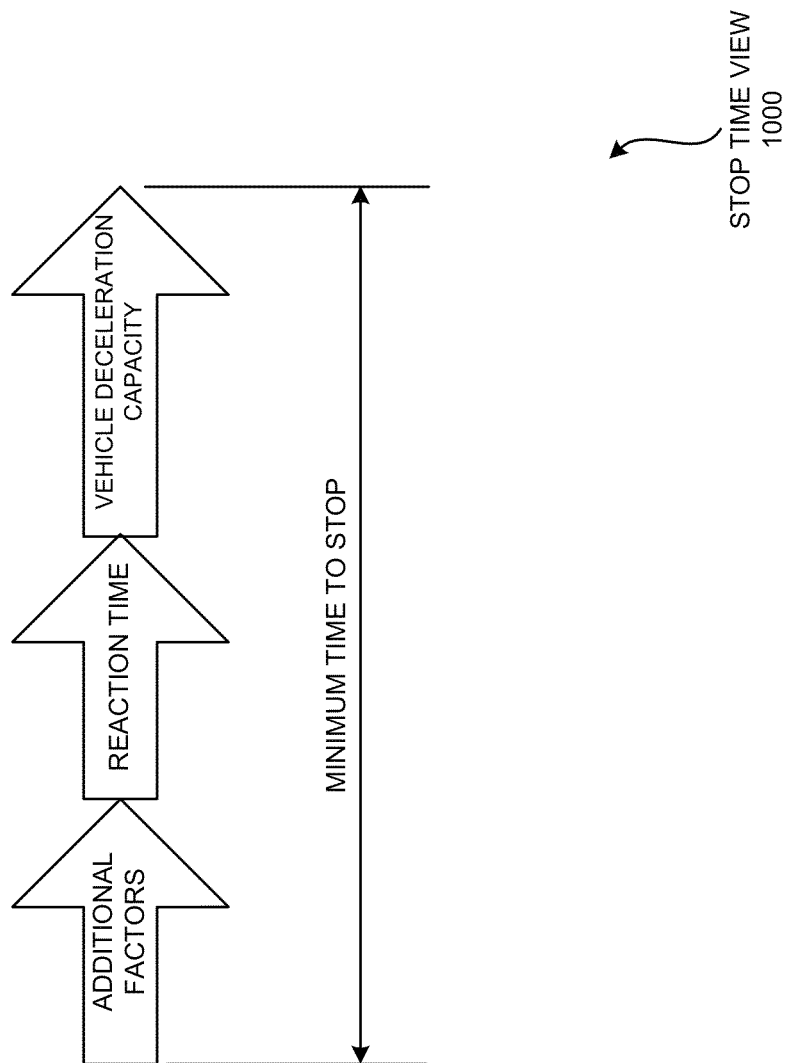 ADDITIONAL
FACTORS
REACTION TIME
VEHICLE DECELERATION
CAPACITY
MINIMUM TIME TO STOP
STOP TIME VIEW
1000